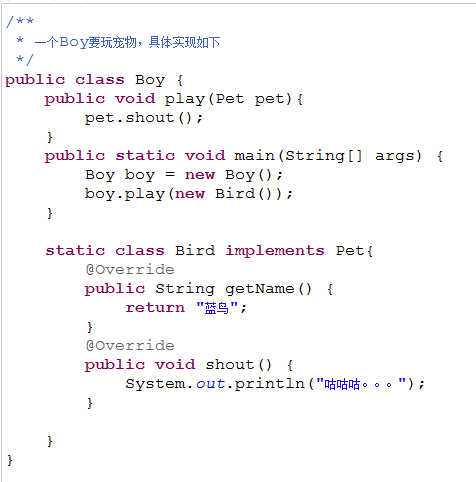 /**
 * 一个Boy要玩宠物，具体实现如下
 */
public class Boy {
    public void play(Pet pet){
        pet.shout();
    }
    public static void main(String[] args) {
        Boy boy = new Boy();
        boy.play(new Bird());
    }

    static class Bird implements Pet{
        @Override
        public String getName() {
            return "蓝鸟";
        }
        @Override
        public void shout() {
            System.out.println("咕咕咕。。。");
        }

    }
}